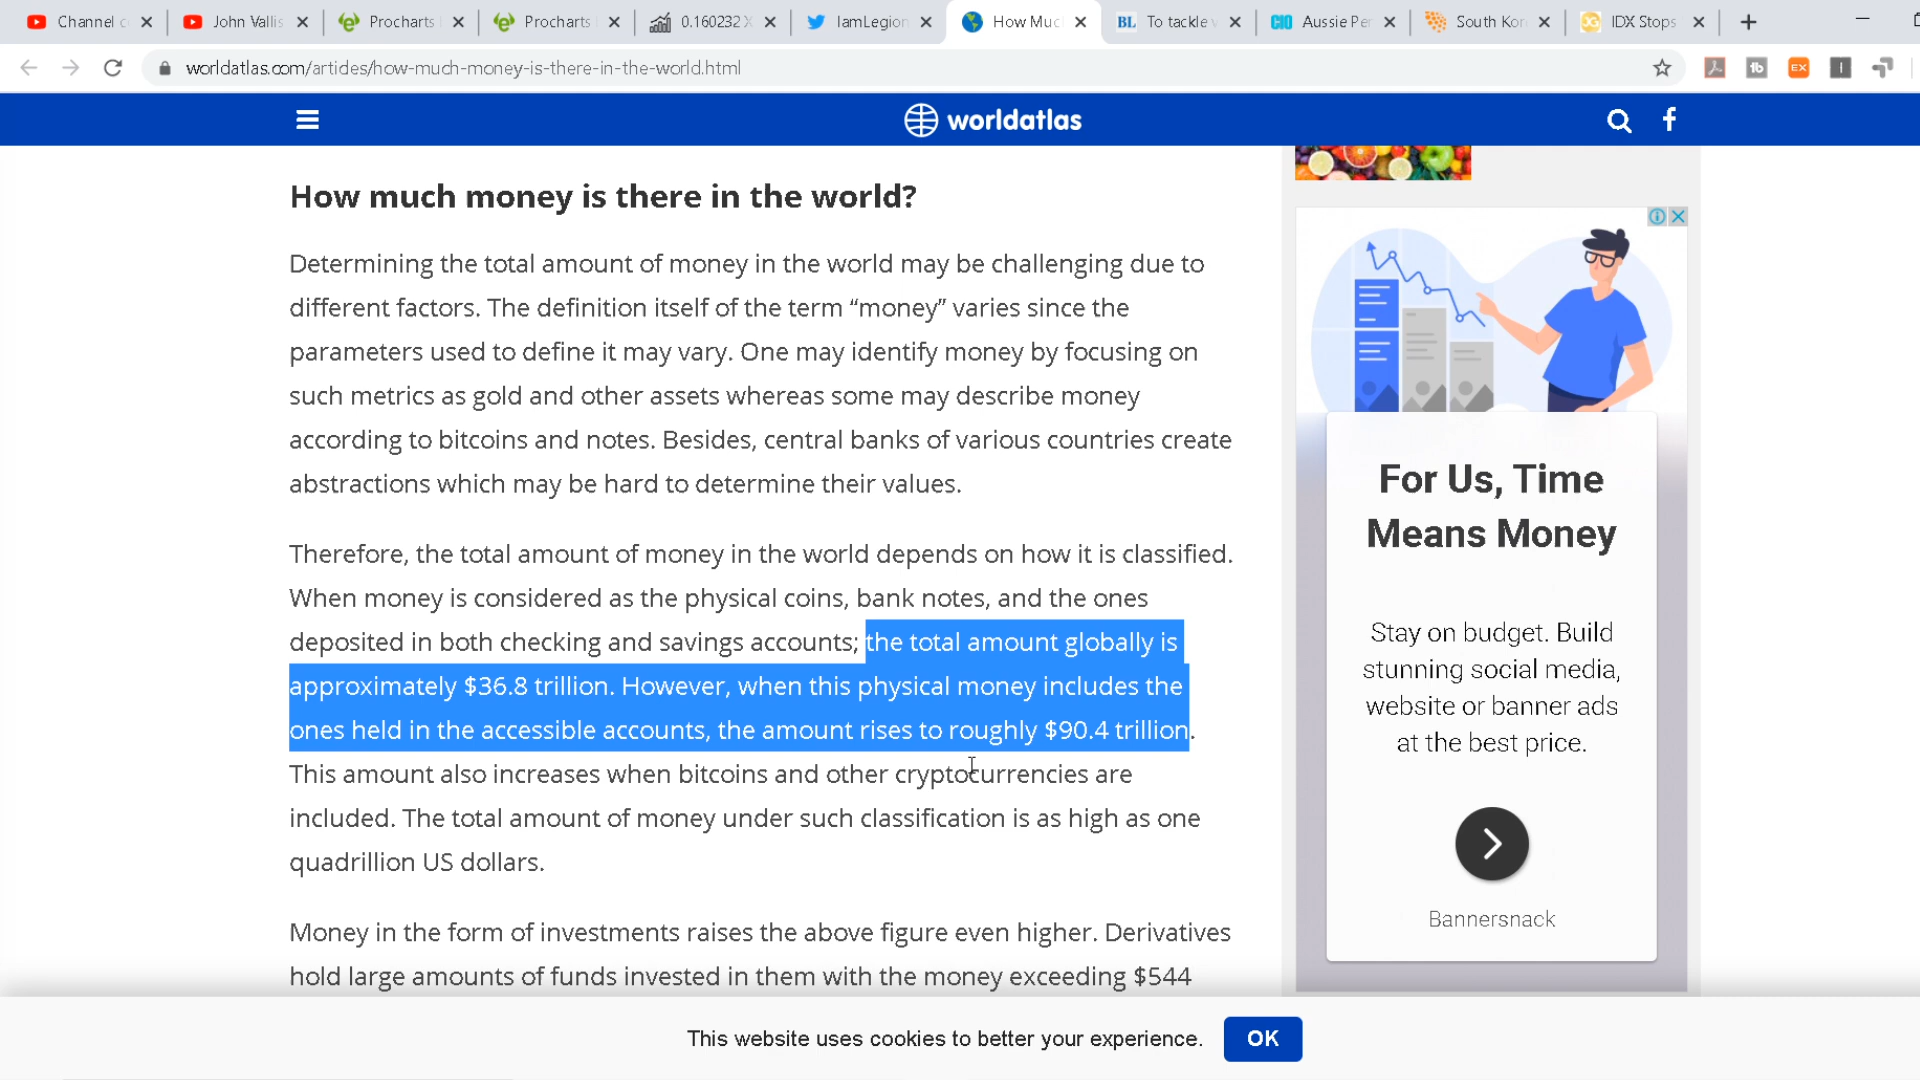 Channel c
John Vallis
Procharts
Procharts
0.160232 X
IamLegion
How Muc
BL To tackle v
CIO Aussie Per
South Kor
IDX Stops
worldatlas.com/articles/how-much-money-is-there-in-the-world.html
EX
worldatlas
How much money is there in the world?
Determining the total amount of money in the world may be challenging due to
different factors. The definition itself of the term “money” varies since the
parameters used to define it may vary. One may identify money by focusing on
such metrics as gold and other assets whereas some may describe money
according to bitcoins and notes. Besides, central banks of various countries create
abstractions which may be hard to determine their values.
Therefore, the total amount of money in the world depends on how it is classified.
When money is considered as the physical coins, bank notes, and the ones
deposited in both checking and savings accounts; the total amount globally is
approximately $36.8 trillion. However, when this physical money includes the
ones held in the accessible accounts, the amount rises to roughly $90.4 trillion.
This amount also increases when bitcoins and other cryptocurrencies are
included. The total amount of money under such classification is as high as one
quadrillion US dollars.
Money in the form of investments raises the above figure even higher. Derivatives
hold large amounts of funds invested in them with the money exceeding $544
For Us, Time
Means Money
Stay on budget. Build
stunning social media,
website or banner ads
at the best price.
Bannersnack
This website uses cookies to better your experience.
OK